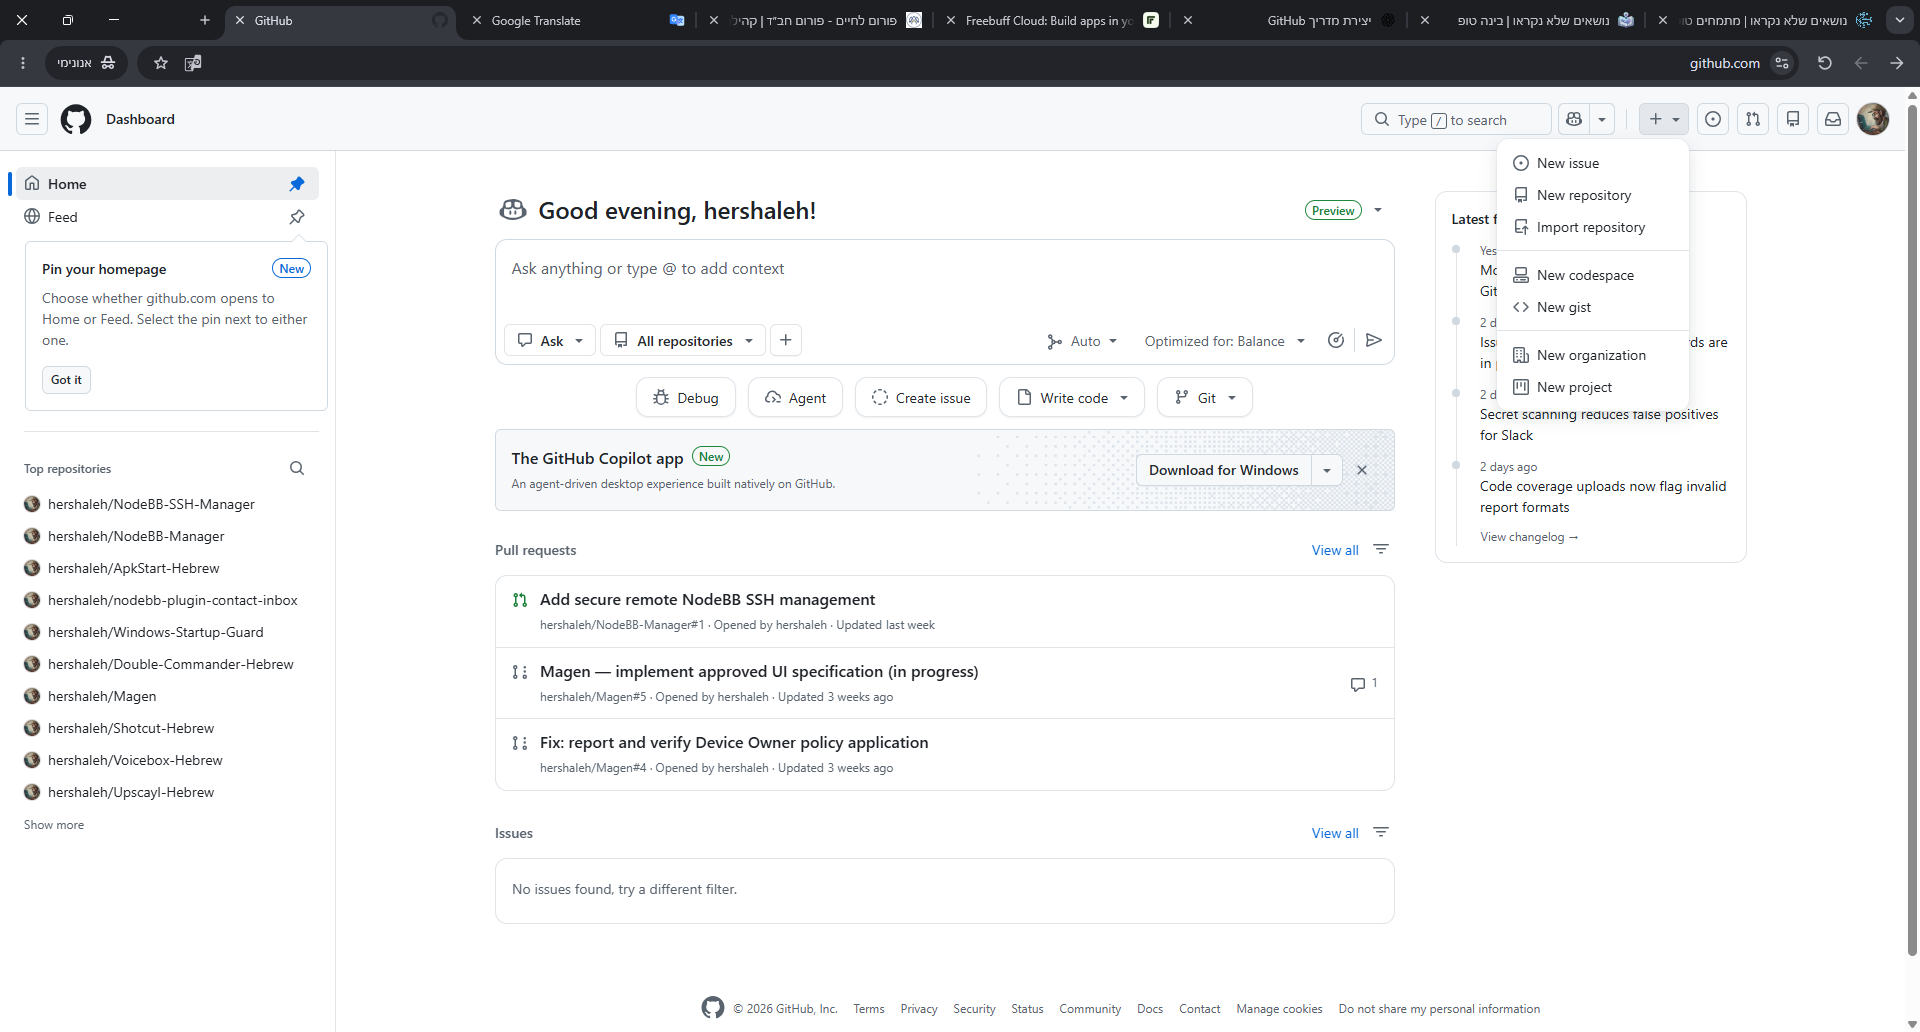 GitHub
Google Translate
פורום לחיים - פורום חב"ד | קהיל
Freebuff Cloud: Build apps in yo
יצירת מדריך GitHub
נושאים שלא נקראו | בינה טופ
נושאים שלא נקראו | מתמחים טופ
אנונימי
github.com
Dashboard
Type / to search
Home
Feed
Pin your homepage
New
Choose whether github.com opens to
Home or Feed. Select the pin next to either
one.
Got it
Top repositories
hershaleh/NodeBB-SSH-Manager
hershaleh/NodeBB-Manager
hershaleh/ApkStart-Hebrew
hershaleh/nodebb-plugin-contact-inbox
hershaleh/Windows-Startup-Guard
hershaleh/Double-Commander-Hebrew
hershaleh/Magen
hershaleh/Shotcut-Hebrew
hershaleh/Voicebox-Hebrew
hershaleh/Upscayl-Hebrew
Show more
Good evening, hershaleh!
Preview
Ask anything or type @ to add context
Ask
All repositories
Auto
Optimized for: Balance
Debug
Agent
Create issue
Write code
Git
The GitHub Copilot app
New
An agent-driven desktop experience built natively on GitHub.
Download for Windows
Pull requests
View all
Add secure remote NodeBB SSH management
hershaleh/NodeBB-Manager#1 · Opened by hershaleh · Updated last week
Magen — implement approved UI specification (in progress)
hershaleh/Magen#5 · Opened by hershaleh · Updated 3 weeks ago
1
Fix: report and verify Device Owner policy application
hershaleh/Magen#4 · Opened by hershaleh · Updated 3 weeks ago
Issues
View all
No issues found, try a different filter.
New issue
New repository
Import repository
New codespace
New gist
New organization
New project
Latest f
Yes
Mo
Git
2 d
Issu
rds are
in p
2 d
Secret scanning reduces false positives
for Slack
2 days ago
Code coverage uploads now flag invalid
report formats
View changelog →
© 2026 GitHub, Inc.
Terms
Privacy
Security
Status
Community
Docs
Contact
Manage cookies
Do not share my personal information